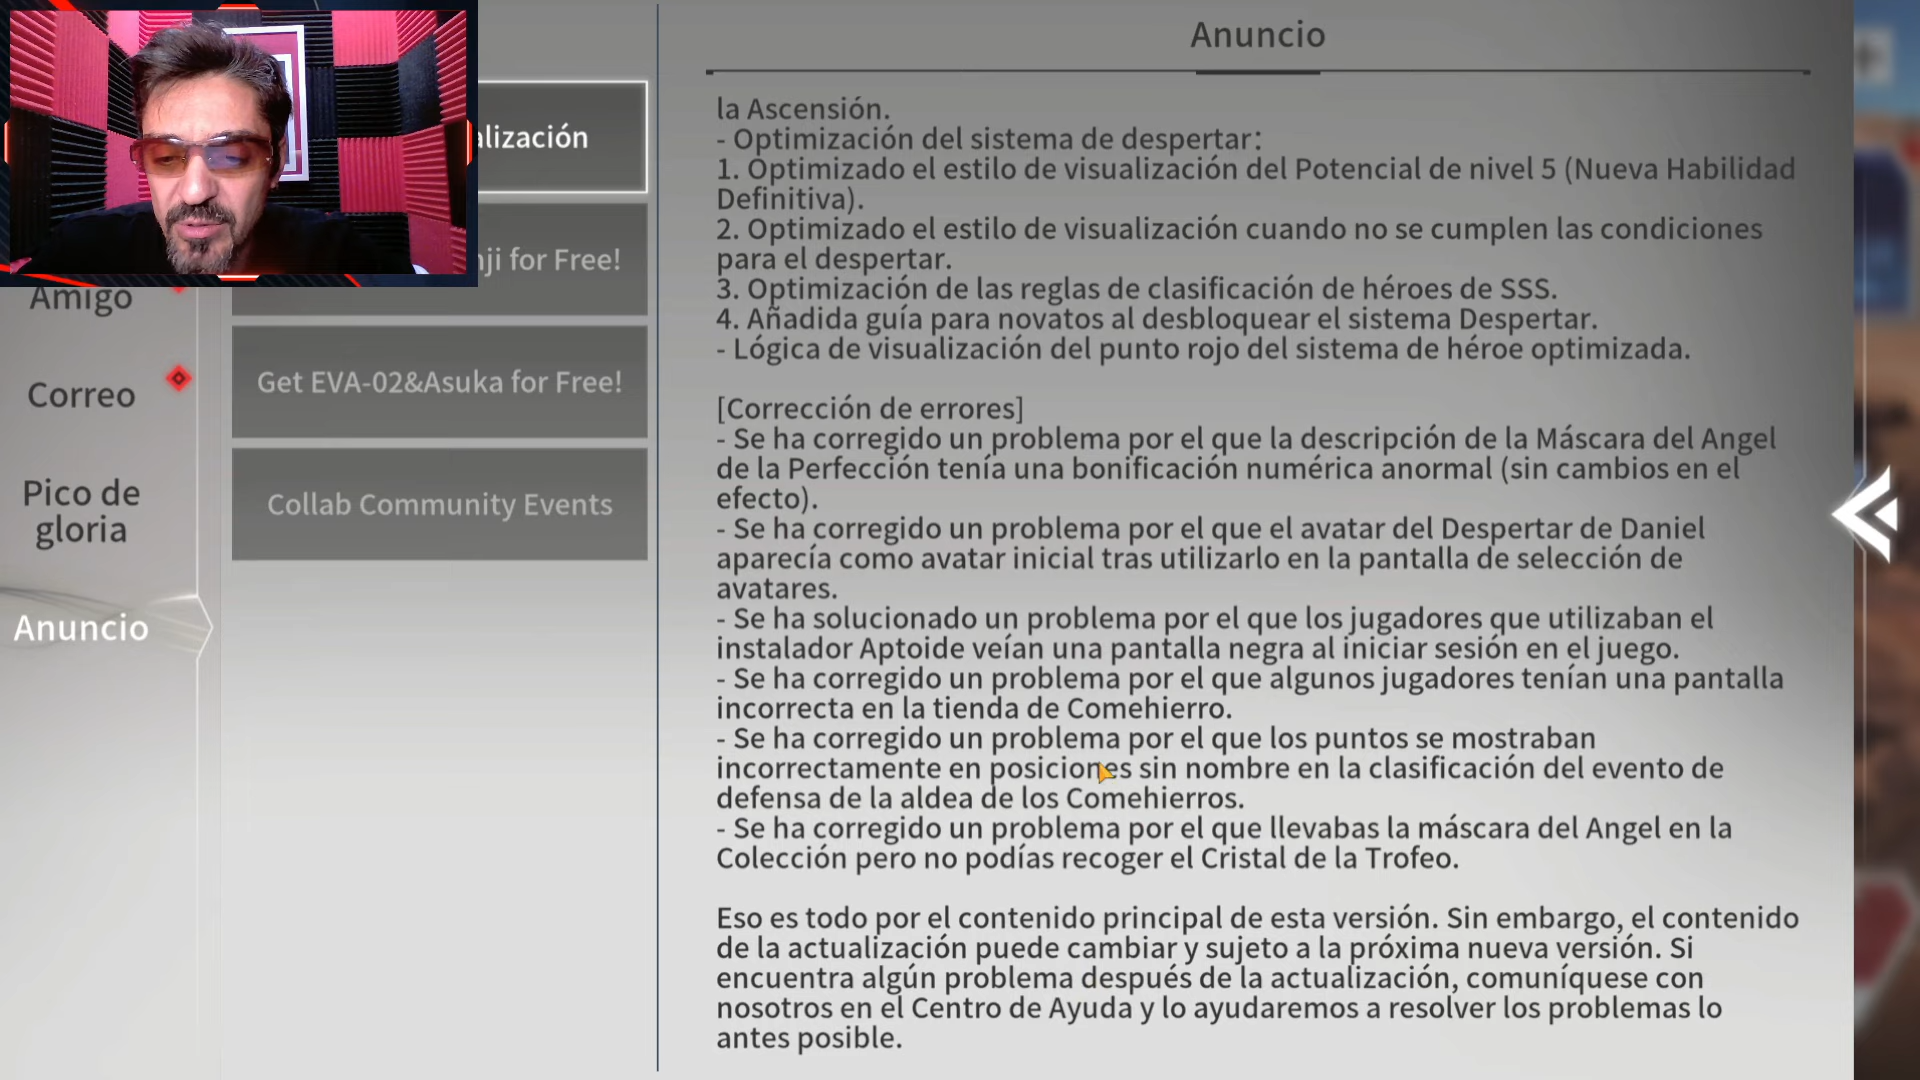 Anuncio
alización
nji for Free!
Amigo
Get EVA-02&Asuka for Free!
Correo
Collab Community Events
Pico de
gloria
Anuncio
la Ascensión.
- Optimización del sistema de despertar:
1. Optimizado el estilo de visualización del Potencial de nivel 5 (Nueva Habilidad
Definitiva).
2. Optimizado el estilo de visualización cuando no se cumplen las condiciones
para el despertar.
3. Optimización de las reglas de clasificación de héroes de SSS.
4. Añadida guía para novatos al desbloquear el sistema Despertar.
- Lógica de visualización del punto rojo del sistema de héroe optimizada.
[Corrección de errores]
- Se ha corregido un problema por el que la descripción de la Máscara del Angel
de la Perfección tenía una bonificación numérica anormal (sin cambios en el
efecto).
- Se ha corregido un problema por el que el avatar del Despertar de Daniel
aparecía como avatar inicial tras utilizarlo en la pantalla de selección de
avatares.
- Se ha solucionado un problema por el que los jugadores que utilizaban el
instalador Aptoide veían una pantalla negra al iniciar sesión en el juego.
- Se ha corregido un problema por el que algunos jugadores tenían una pantalla
incorrecta en la tienda de Comehierro.
- Se ha corregido un problema por el que los puntos se mostraban
incorrectamente en posiciones sin nombre en la clasificación del evento de
defensa de la aldea de los Comehierros.
- Se ha corregido un problema por el que llevabas la máscara del Angel en la
Colección pero no podías recoger el Cristal de la Trofeo.
Eso es todo por el contenido principal de esta versión. Sin embargo, el contenido
de la actualización puede cambiar y sujeto a la próxima nueva versión. Si
encuentra algún problema después de la actualización, comuníquese con
nosotros en el Centro de Ayuda y lo ayudaremos a resolver los problemas lo
antes posible.